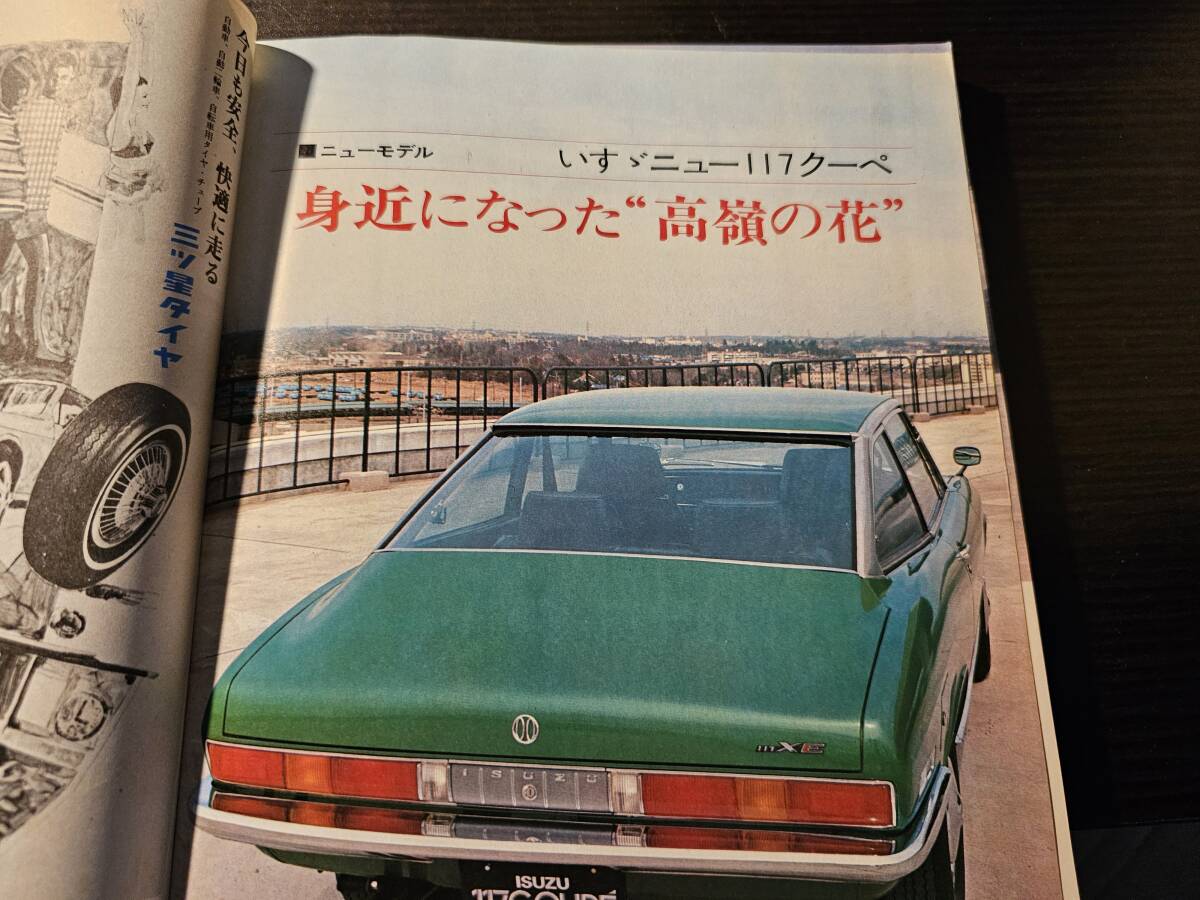 今日も安全、快適に走る
自動車、自動二輪車、自転車用タイヤ・チューブ
三ツ星タイヤ
ニューモデル
いすゞニュー117クーペ
身近になった“高嶺の花”
117 XE
ISUZU
ISUZU
117COUPÉ
L